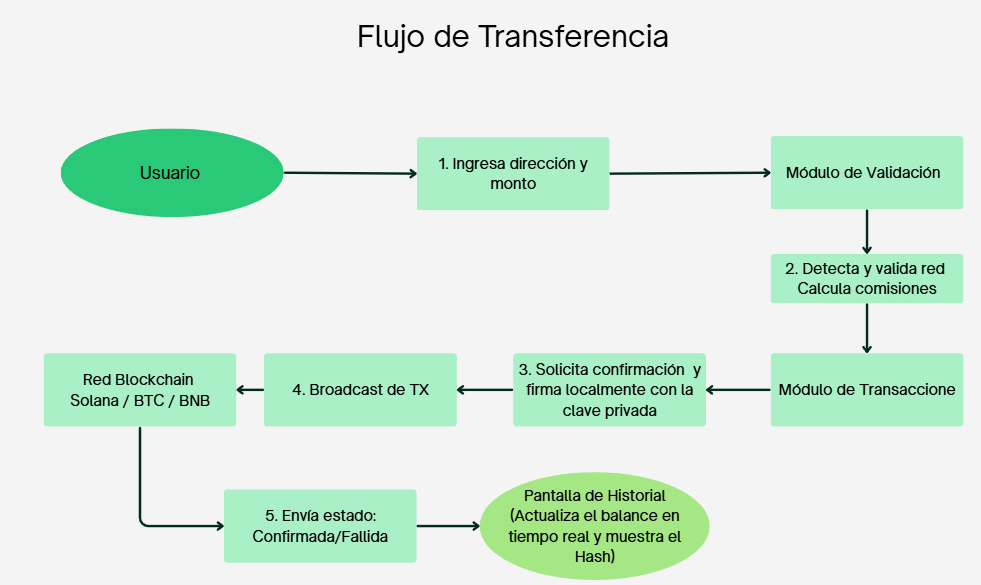 Flujo de Transferencia
Usuario
1. Ingresa dirección y
monto
Módulo de Validación
2. Detecta y valida red
Calcula comisiones
Módulo de Transaccione
3. Solicita confirmación y
firma localmente con la
clave privada
4. Broadcast de TX
Red Blockchain
Solana / BTC / BNB
5. Envía estado:
Confirmada/Fallida
Pantalla de Historial
(Actualiza el balance en
tiempo real y muestra el
Hash)